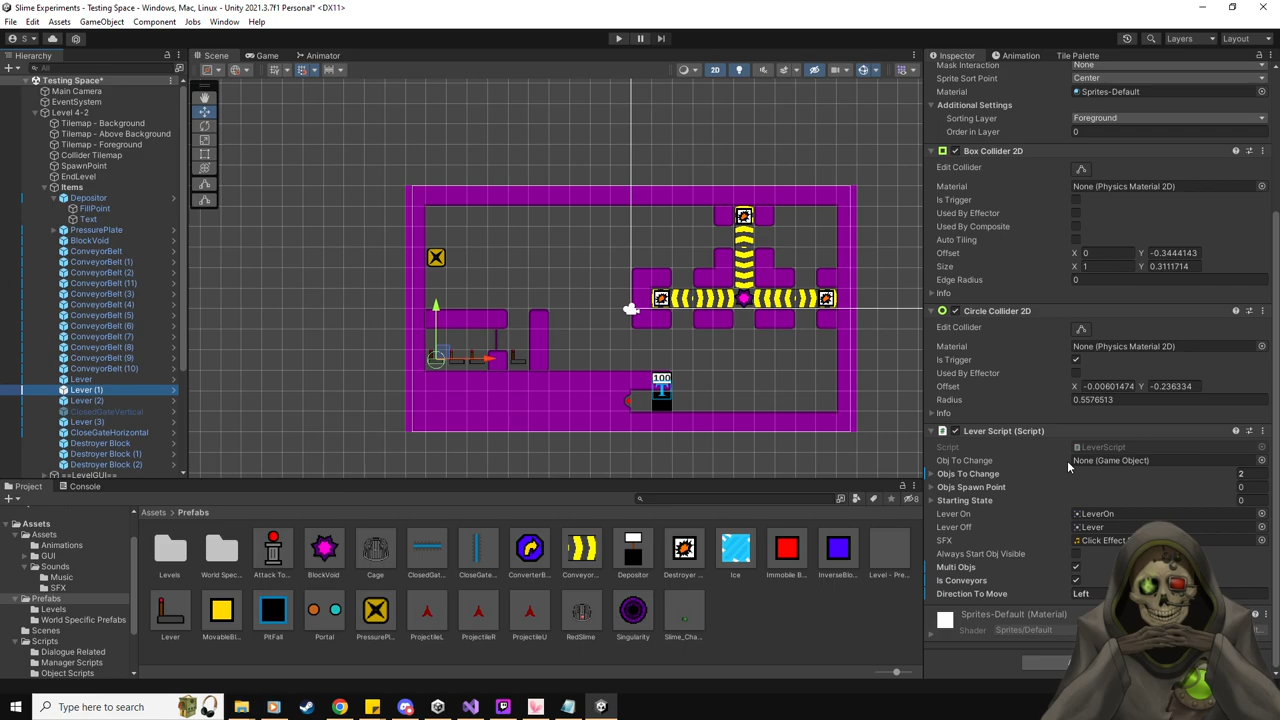 Slime Experiments - Testing Space - Windows, Mac, Linux - Unity 2021.3.7f1 Personal* <DX11>
File Edit Assets GameObject Component Jobs Window Help
S
Layers Layout
Hierarchy
All
Testing Space*
Main Camera
EventSystem
Level 4-2
Tilemap - Background
Tilemap - Above Background
Tilemap - Foreground
Collider Tilemap
SpawnPoint
EndLevel
Items
Depositor
FillPoint
Text
PressurePlate
BlockVoid
ConveyorBelt
ConveyorBelt (1)
ConveyorBelt (2)
ConveyorBelt (11)
ConveyorBelt (3)
ConveyorBelt (4)
ConveyorBelt (5)
ConveyorBelt (6)
ConveyorBelt (7)
ConveyorBelt (8)
ConveyorBelt (9)
ConveyorBelt (10)
Lever
Lever (1)
Lever (2)
ClosedGateVertical
Lever (3)
CloseGateHorizontal
Destroyer Block
Destroyer Block (1)
Destroyer Block (2)
==LevelGUI==
Scene Game Animator
2D
100
T
Inspector Animation Tile Palette
Mask Interaction None
Sprite Sort Point Center
Material Sprites-Default
Additional Settings
Sorting Layer Foreground
Order in Layer 0
Box Collider 2D
Edit Collider
Material None (Physics Material 2D)
Is Trigger
Used By Effector
Used By Composite
Auto Tiling
Offset X 0 Y -0.3444143
Size X 1 Y 0.3111714
Edge Radius 0
Info
Circle Collider 2D
Edit Collider
Material None (Physics Material 2D)
Is Trigger
Used By Effector
Offset X -0.00601474 Y -0.236334
Radius 0.5576513
Info
Lever Script (Script)
Script LeverScript
Obj To Change None (Game Object)
Objs To Change 2
Objs Spawn Point 0
Starting State 0
Lever On LeverOn
Lever Off Lever
SFX Click Effect
Always Start Obj Visible
Multi Objs
Is Conveyors
Direction To Move Left
Sprites-Default (Material)
Shader Sprites/Default
Project Console
8
Assets
Assets
Animations
GUI
Sounds
Music
SFX
Prefabs
Levels
World Specific Prefabs
Scenes
Scripts
Dialogue Related
Manager Scripts
Object Scripts
Assets > Prefabs
Levels World Spec... Attack To... BlockVoid Cage ClosedGat... CloseGate... ConverterB... Conveyor... Depositor Destroyer ... Ice Immobile B... InverseBlo... Level - Pre...
Lever MovableBl... PitFall Portal PressurePl... ProjectileL ProjectileR ProjectileU RedSlime Singularity Slime_Cha...
Type here to search